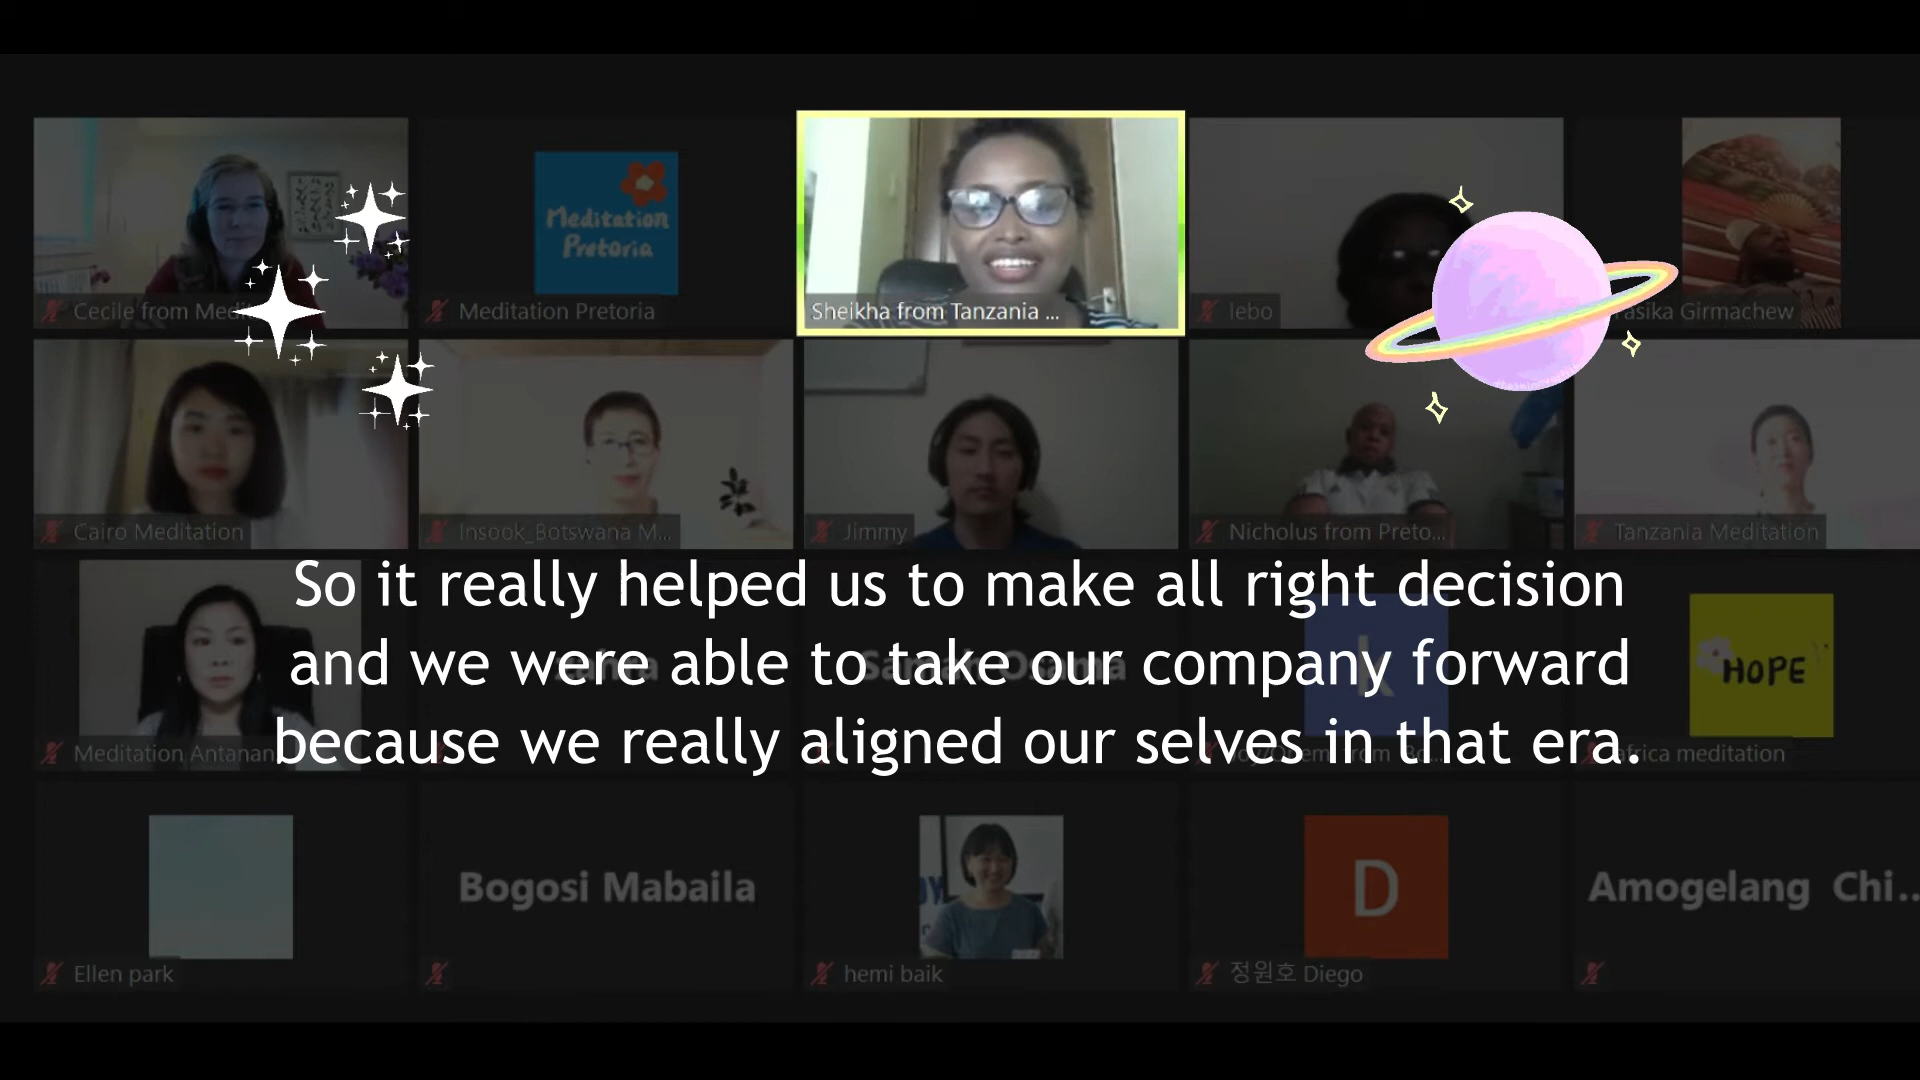 Cecile from Medi
Meditation
Pretoria
Meditation Pretoria
Sheikha from Tanzania ...
lebo
asika Girmachew
Cairo Meditation
Insook_Botswana M...
Jimmy
Nicholus from Preto...
Tanzania Meditation
So it really helped us to make all right decision
and we were able to take our company forward
because we really aligned our selves in that era.
k
HOPE
Meditation Antanan
africa meditation
Bogosi Mabaila
D
Amogelang Chi...
Ellen park
hemi baik
정원호 Diego